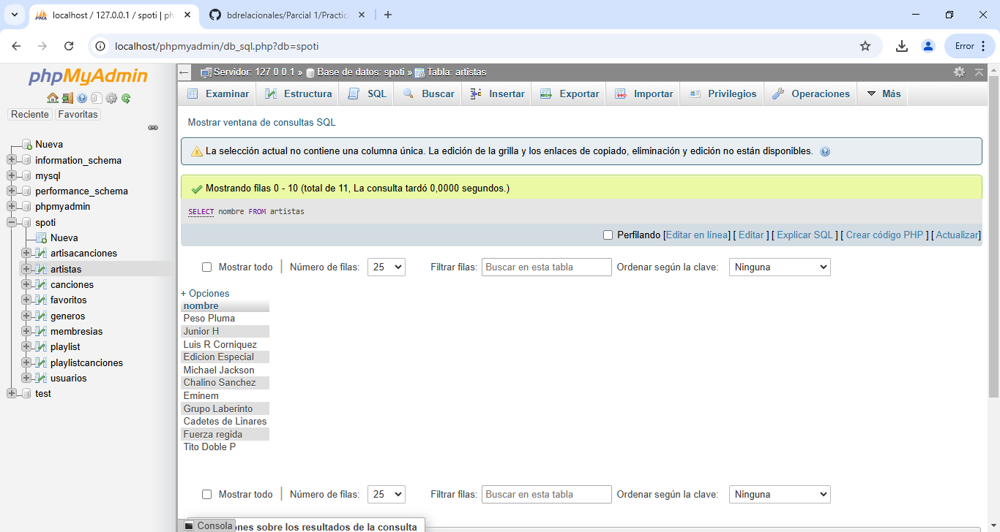 localhost / 127.0.0.1 / spoti | ph
bdrelacionales/Parcial 1/Practica
localhost/phpmyadmin/db_sql.php?db=spoti
Error
phpMyAdmin
Reciente Favoritas
Nueva
information_schema
mysql
performance_schema
phpmyadmin
spoti
Nueva
artisacanciones
artistas
canciones
favoritos
generos
membresias
playlist
playlistcanciones
usuarios
test
Servidor: 127.0.0.1 » Base de datos: spoti » Tabla: artistas
Examinar Estructura SQL Buscar Insertar Exportar Importar Privilegios Operaciones Más
Mostrar ventana de consultas SQL
La selección actual no contiene una columna única. La edición de la grilla y los enlaces de copiado, eliminación y edición no están disponibles.
Mostrando filas 0 - 10 (total de 11, La consulta tardó 0,0000 segundos.)
SELECT nombre FROM artistas
Perfilando [Editar en línea] [ Editar ] [ Explicar SQL ] [ Crear código PHP ] [ Actualizar]
Mostrar todo | Número de filas: 25 Filtrar filas: Buscar en esta tabla Ordenar según la clave: Ninguna
+ Opciones
nombre
Peso Pluma
Junior H
Luis R Corniquez
Edicion Especial
Michael Jackson
Chalino Sanchez
Eminem
Grupo Laberinto
Cadetes de Linares
Fuerza regida
Tito Doble P
Mostrar todo | Número de filas: 25 Filtrar filas: Buscar en esta tabla Ordenar según la clave: Ninguna
Consola
ones sobre los resultados de la consulta